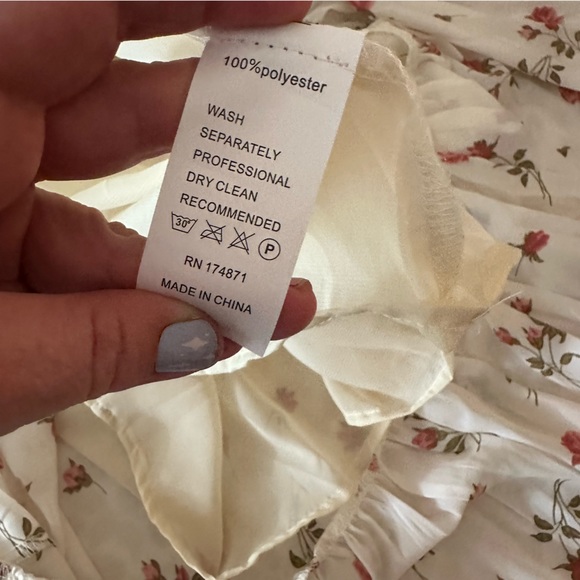 100%polyester
WASH
SEPARATELY
PROFESSIONAL
DRY CLEAN
RECOMMENDED
30° P
RN 174871
MADE IN CHINA